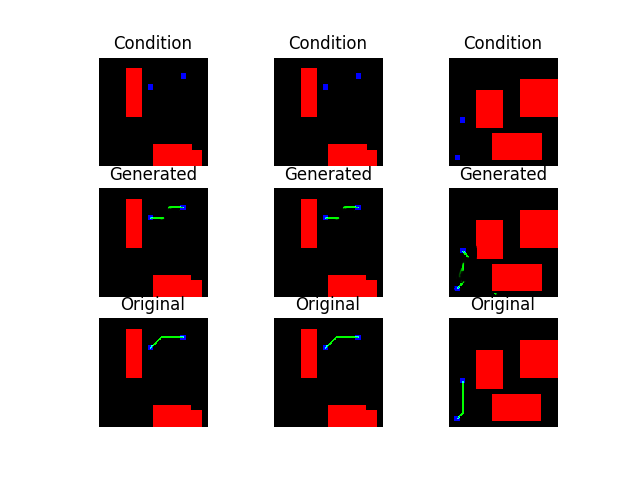 Condition
Condition
Condition
Generated
Generated
Generated
Original
Original
Original